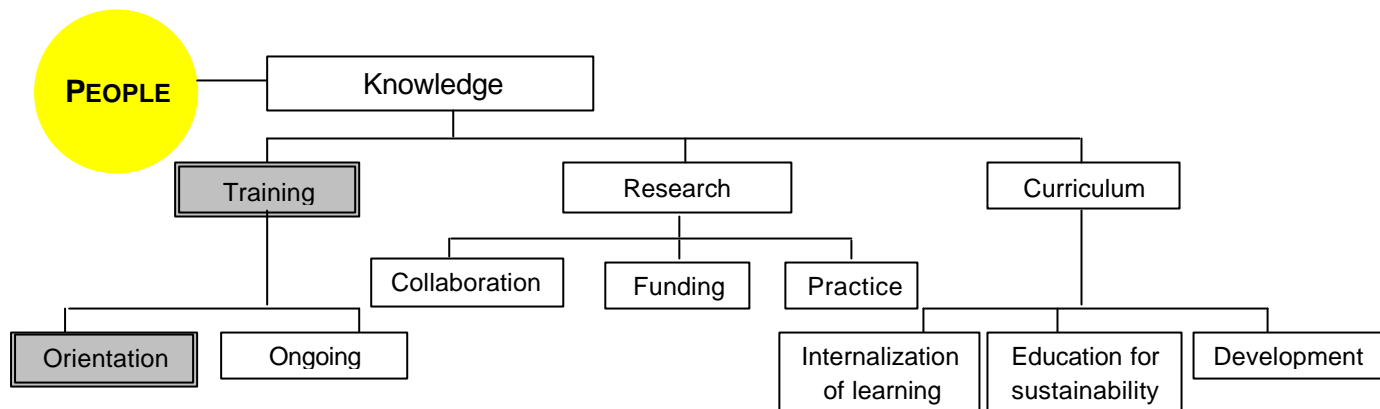 PEOPLE
Knowledge
Training
Research
Curriculum
Collaboration
Funding
Practice
Orientation
Ongoing
Internalization
of learning
Education for
sustainability
Development